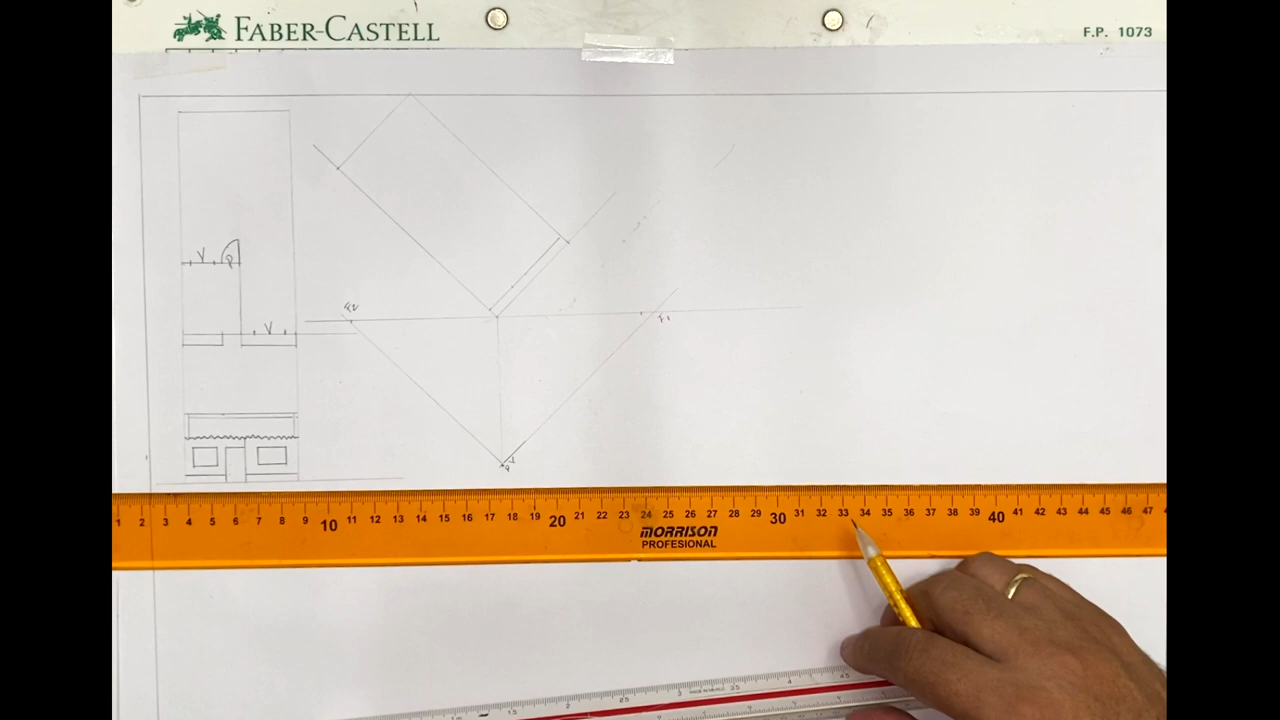 FABER-CASTELL
F.P. 1073
V
P
F2
F1
V
P
1 2 3 4 5 6 7 8 9 10 11 12 13 14 15 16 17 18 19 20 21 22 23 24 25 26 27 28 29 30 31 32 33 34 35 36 37 38 39 40 41 42 43 44 45 46 47
MORRISON
PROFESIONAL